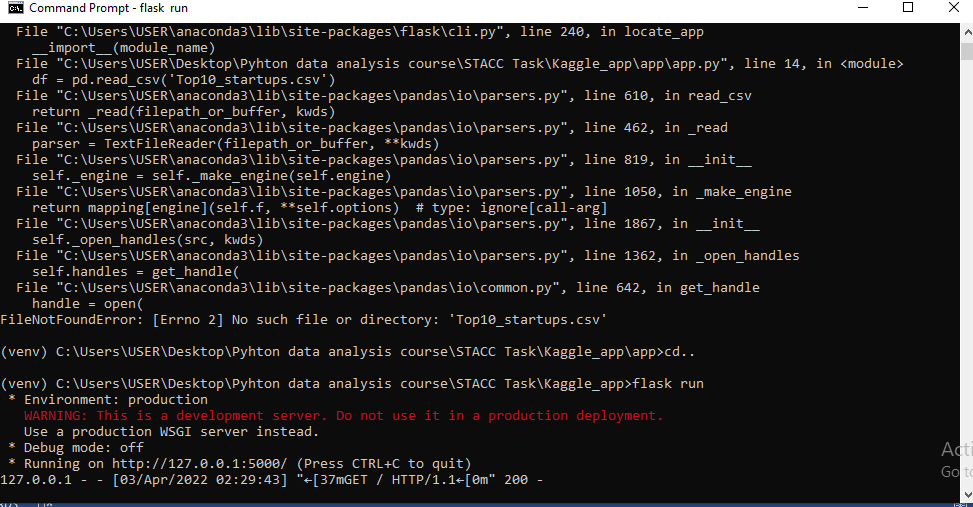 Command Prompt - flask run
File "C:\Users\USER\anaconda3\lib\site-packages\flask\cli.py", line 240, in locate_app
__import__(module_name)
File "C:\Users\USER\Desktop\Pyhton data analysis course\STACC Task\Kaggle_app\app\app.py", line 14, in <module>
df = pd.read_csv('Top10_startups.csv')
File "C:\Users\USER\anaconda3\lib\site-packages\pandas\io\parsers.py", line 610, in read_csv
return _read(filepath_or_buffer, kwds)
File "C:\Users\USER\anaconda3\lib\site-packages\pandas\io\parsers.py", line 462, in _read
parser = TextFileReader(filepath_or_buffer, **kwds)
File "C:\Users\USER\anaconda3\lib\site-packages\pandas\io\parsers.py", line 819, in __init__
self._engine = self._make_engine(self.engine)
File "C:\Users\USER\anaconda3\lib\site-packages\pandas\io\parsers.py", line 1050, in _make_engine
return mapping[engine](self.f, **self.options)  # type: ignore[call-arg]
File "C:\Users\USER\anaconda3\lib\site-packages\pandas\io\parsers.py", line 1867, in __init__
self._open_handles(src, kwds)
File "C:\Users\USER\anaconda3\lib\site-packages\pandas\io\parsers.py", line 1362, in _open_handles
self.handles = get_handle(
File "C:\Users\USER\anaconda3\lib\site-packages\pandas\io\common.py", line 642, in get_handle
handle = open(
FileNotFoundError: [Errno 2] No such file or directory: 'Top10_startups.csv'
(venv) C:\Users\USER\Desktop\Pyhton data analysis course\STACC Task\Kaggle_app\app>cd..
(venv) C:\Users\USER\Desktop\Pyhton data analysis course\STACC Task\Kaggle_app>flask run
* Environment: production
WARNING: This is a development server. Do not use it in a production deployment.
Use a production WSGI server instead.
* Debug mode: off
* Running on http://127.0.0.1:5000/ (Press CTRL+C to quit)
127.0.0.1 - - [03/Apr/2022 02:29:43] "←[37mGET / HTTP/1.1←[0m" 200 -